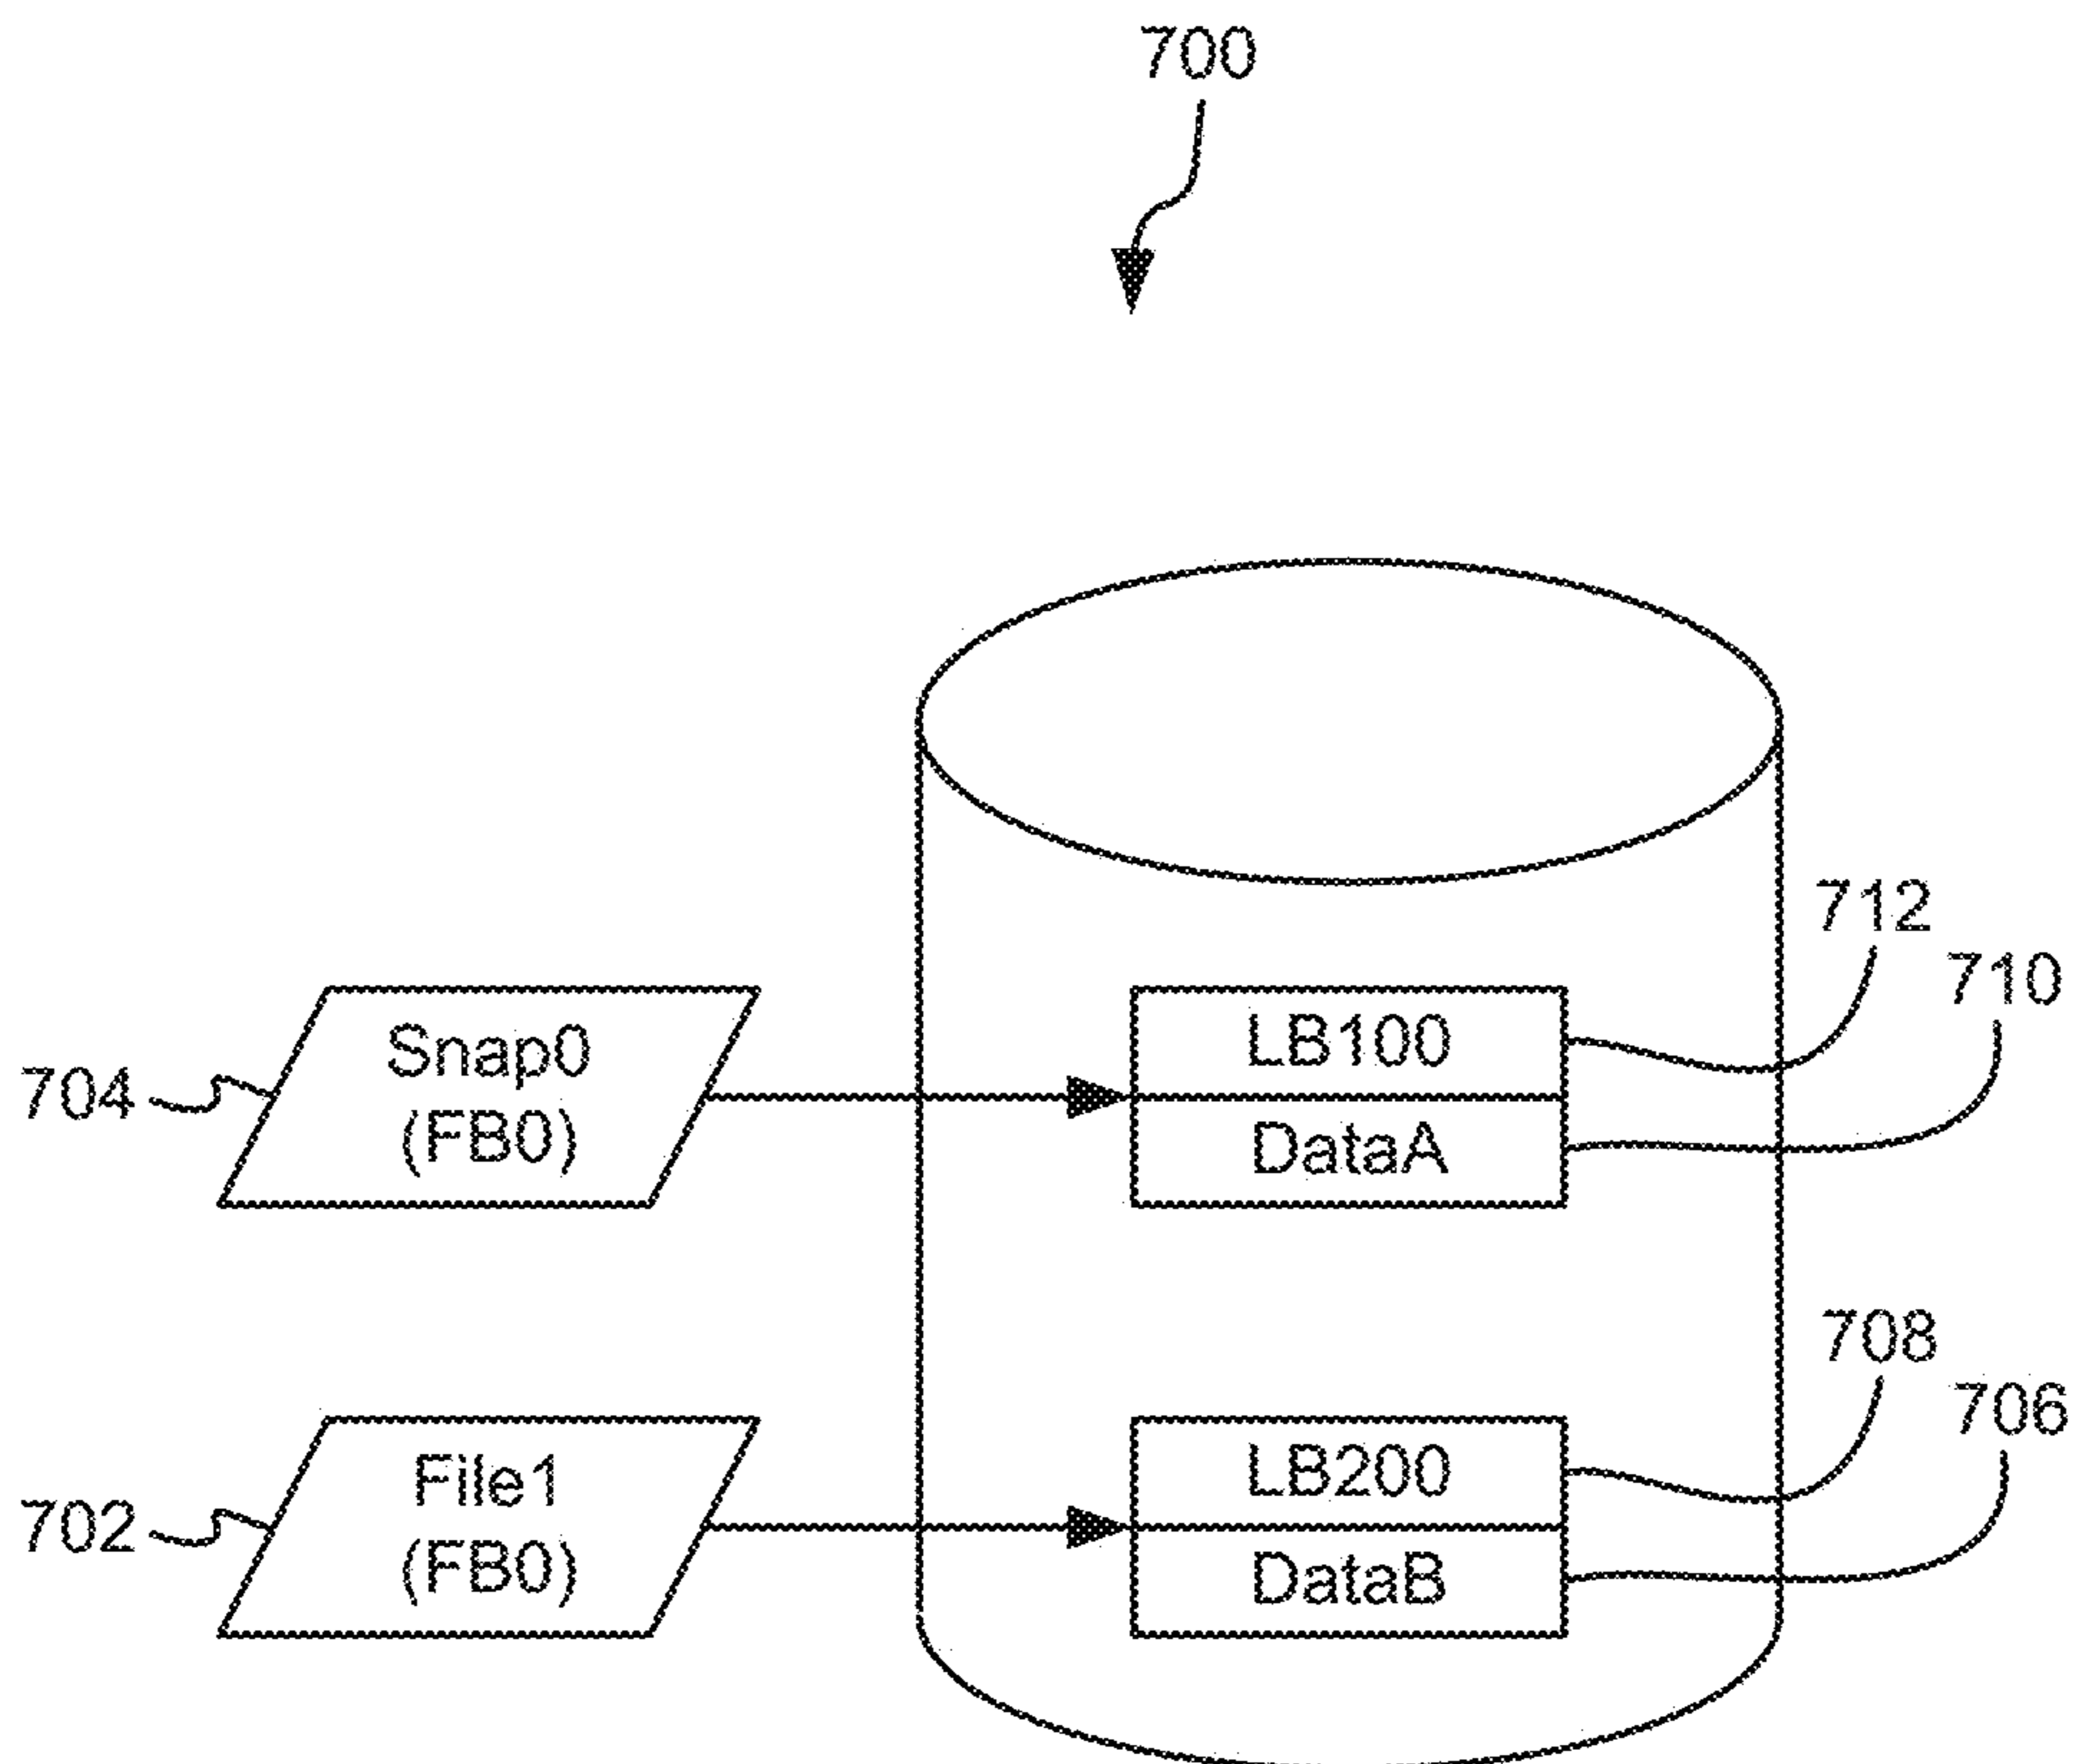 700
712
710
LB100
Snap0
704
(FB0)
DataA
708
706
LB200
File1
702
(FB0)
DataB